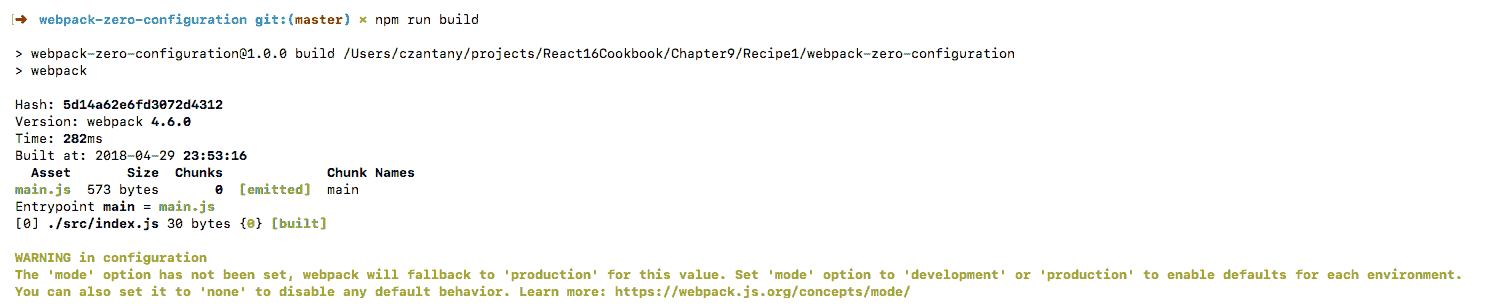 ➜ webpack-zero-configuration git:(master) ✗ npm run build
> webpack-zero-configuration@1.0.0 build /Users/czantany/projects/React16Cookbook/Chapter9/Recipe1/webpack-zero-configuration
> webpack
Hash: 5d14a62e6fd3072d4312
Version: webpack 4.6.0
Time: 282ms
Built at: 2018-04-29 23:53:16
Asset Size Chunks Chunk Names
main.js 573 bytes 0 [emitted] main
Entrypoint main = main.js
[0] ./src/index.js 30 bytes {0} [built]
WARNING in configuration
The 'mode' option has not been set, webpack will fallback to 'production' for this value. Set 'mode' option to 'development' or 'production' to enable defaults for each environment.
You can also set it to 'none' to disable any default behavior. Learn more: https://webpack.js.org/concepts/mode/